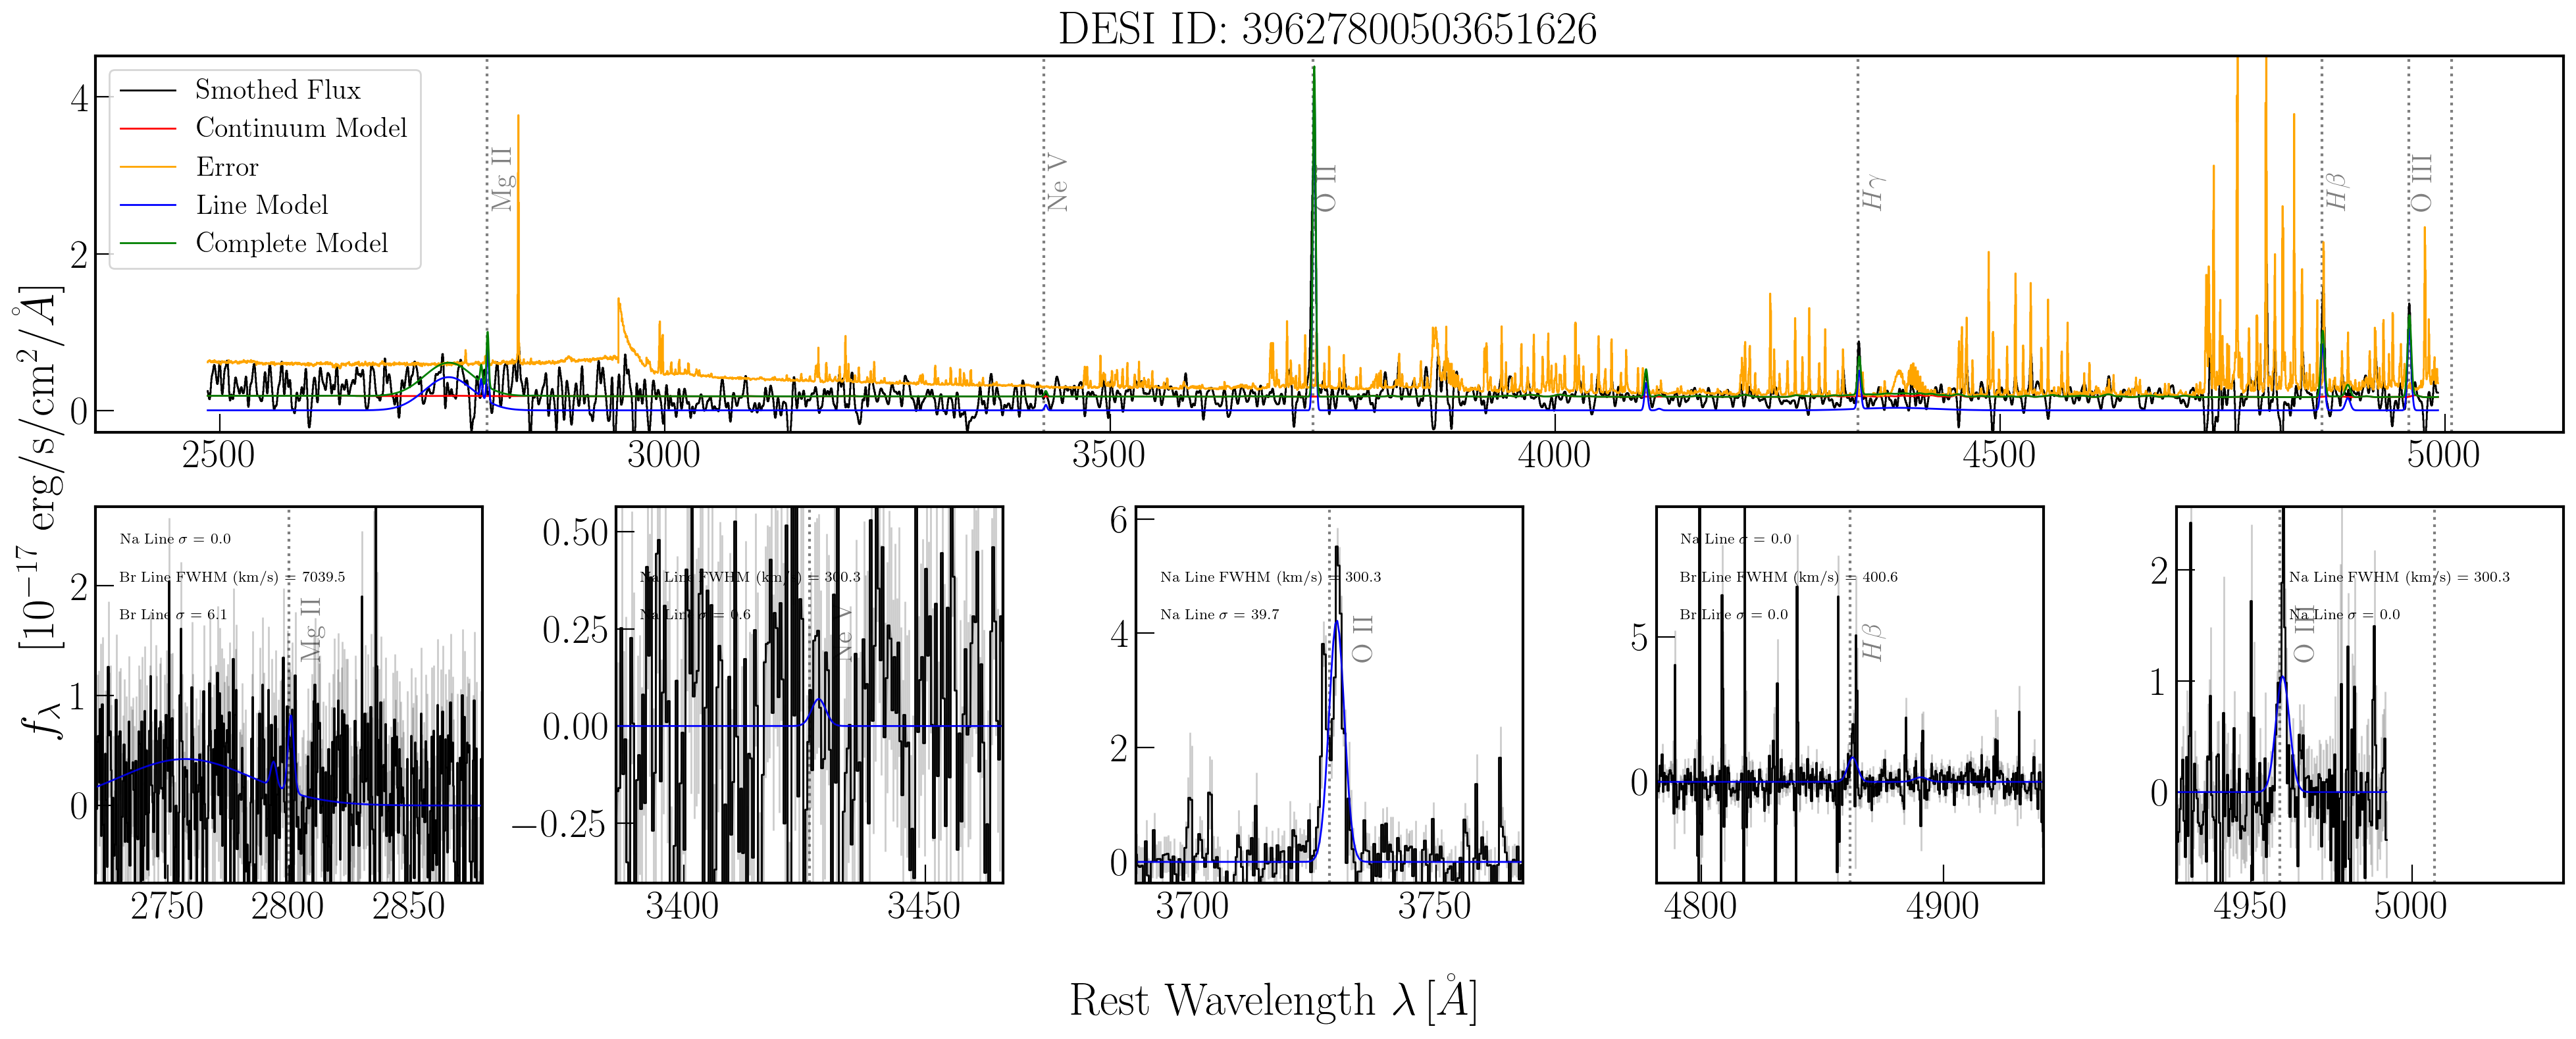 DESI ID: 39627800503651626
Smothed Flux
Continuum Model
Error
Line Model
Complete Model
Mg II
Ne V
O II
Hγ
Hβ
O III
4
2
0
2500 3000 3500 4000 4500 5000
f_λ [10^{-17} erg/s/cm^2/Å]
Na Line σ = 0.0
Br Line FWHM (km/s) = 7039.5
Br Line σ = 6.1
Mg II
2
1
0
2750 2800 2850
Na Line FWHM (km/s) = 300.3
Na Line σ = 0.6
Ne V
0.50
0.25
0.00
−0.25
3400 3450
Na Line FWHM (km/s) = 300.3
Na Line σ = 39.7
O II
6
4
2
0
3700 3750
Na Line σ = 0.0
Br Line FWHM (km/s) = 400.6
Br Line σ = 0.0
Hβ
5
0
4800 4900
Na Line FWHM (km/s) = 300.3
Na Line σ = 0.0
O III
2
1
0
4950 5000
Rest Wavelength λ [Å]